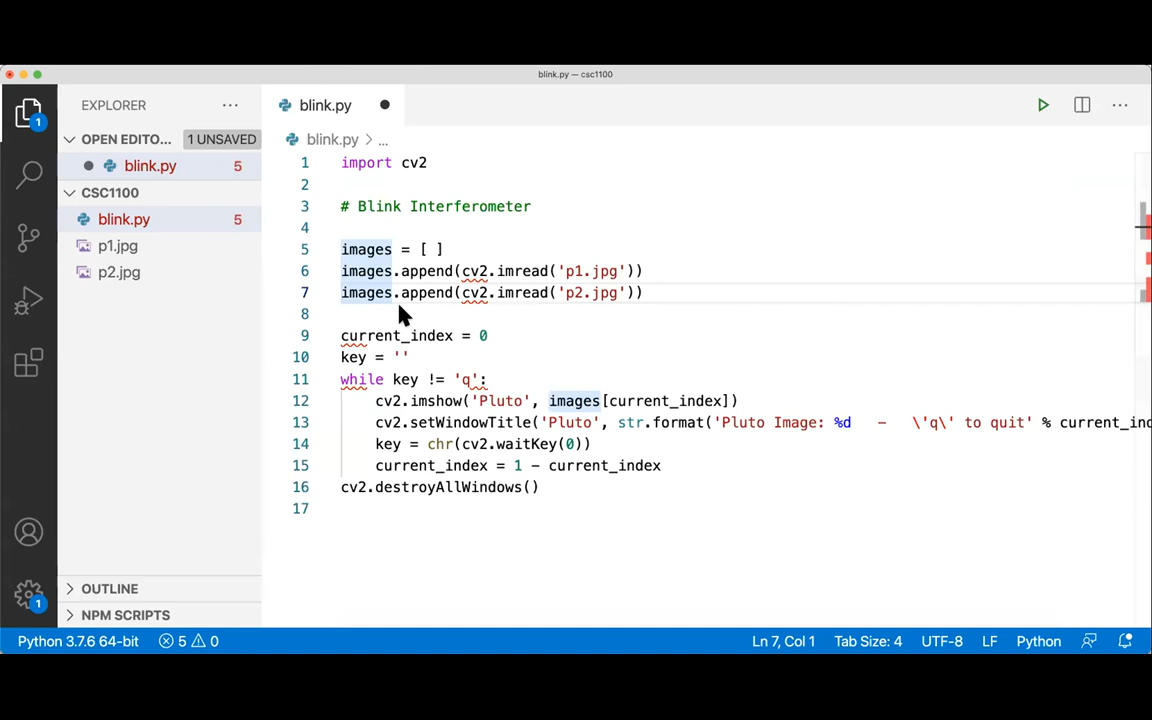 blink.py — csc1100
EXPLORER
blink.py
OPEN EDITO...
1 UNSAVED
blink.py > ...
blink.py 5
CSC1100
blink.py 5
p1.jpg
p2.jpg
1 import cv2
2
3 # Blink Interferometer
4
5 images = [ ]
6 images.append(cv2.imread('p1.jpg'))
7 images.append(cv2.imread('p2.jpg'))
8
9 current_index = 0
10 key = ''
11 while key != 'q':
12 cv2.imshow('Pluto', images[current_index])
13 cv2.setWindowTitle('Pluto', str.format('Pluto Image: %d - \'q\' to quit' % current_ind
14 key = chr(cv2.waitKey(0))
15 current_index = 1 - current_index
16 cv2.destroyAllWindows()
17
1
1
OUTLINE
NPM SCRIPTS
Python 3.7.6 64-bit 5 0 Ln 7, Col 1 Tab Size: 4 UTF-8 LF Python